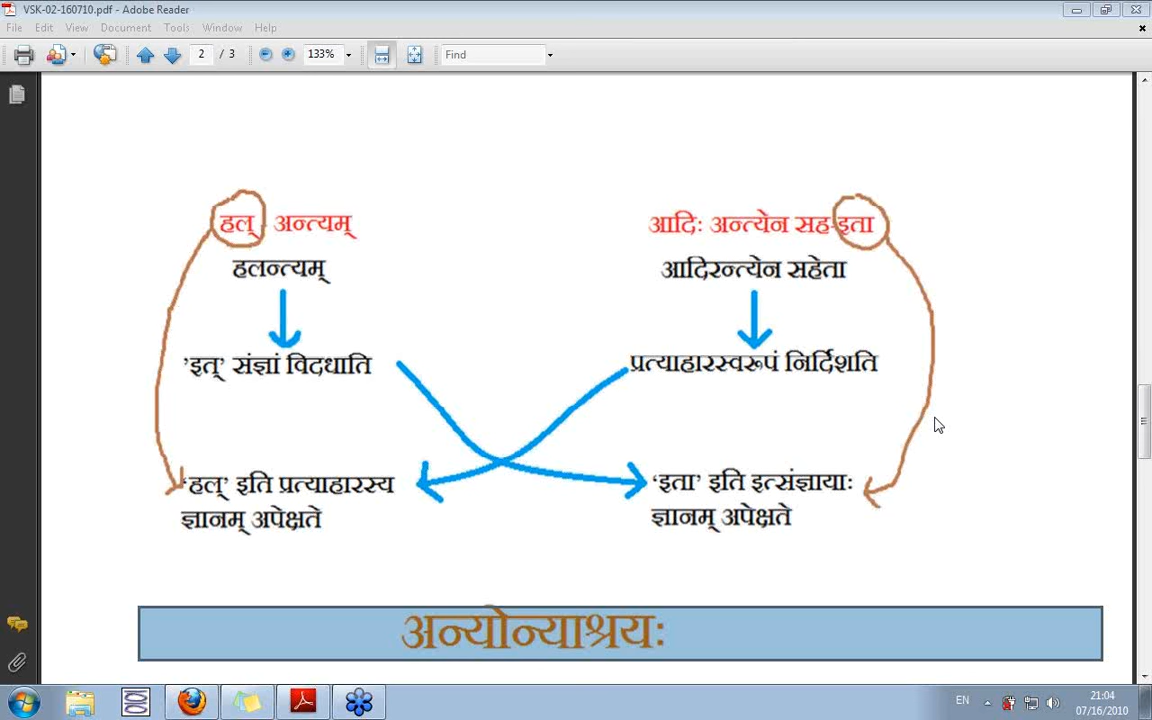 VSK-02-160710.pdf - Adobe Reader
File Edit View Document Tools Window Help
2 / 3 133% Find
हल् अन्त्यम्
आदिः अन्त्येन सह-इता
हलन्त्यम्
आदिरन्त्येन सहेता
’इत्’ संज्ञां विदधाति
प्रत्याहारस्वरूपं निर्दिशति
‘हल्’ इति प्रत्याहारस्य
ज्ञानम् अपेक्षते
‘इता’ इति इत्संज्ञायाः
ज्ञानम् अपेक्षते
अन्योन्याश्रयः
EN
21:04
07/16/2010